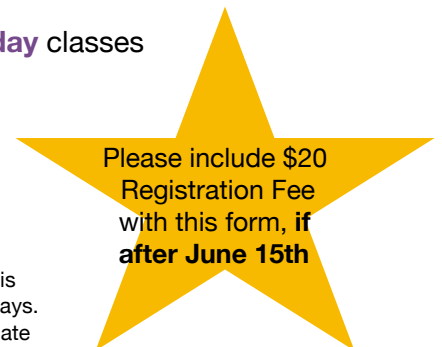 day classes
Please include $20
Registration Fee
with this form, if
after June 15th
is
ays.
ate